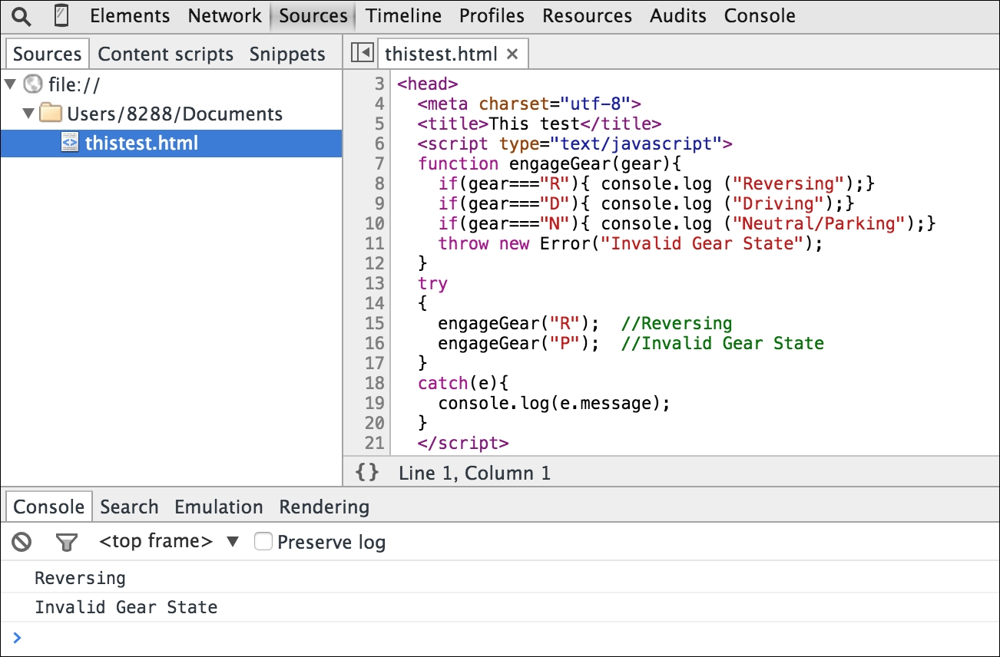 Elements Network Sources Timeline Profiles Resources Audits Console
Sources Content scripts Snippets
thistest.html ×
file://
Users/8288/Documents
thistest.html
3 <head>
4 <meta charset="utf-8">
5 <title>This test</title>
6 <script type="text/javascript">
7 function engageGear(gear){
8 if(gear==="R"){ console.log ("Reversing");}
9 if(gear==="D"){ console.log ("Driving");}
10 if(gear==="N"){ console.log ("Neutral/Parking");}
11 throw new Error("Invalid Gear State");
12 }
13 try
14 {
15 engageGear("R");  //Reversing
16 engageGear("P");  //Invalid Gear State
17 }
18 catch(e){
19 console.log(e.message);
20 }
21 </script>
{} Line 1, Column 1
Console Search Emulation Rendering
<top frame> ▼ Preserve log
Reversing
Invalid Gear State
>